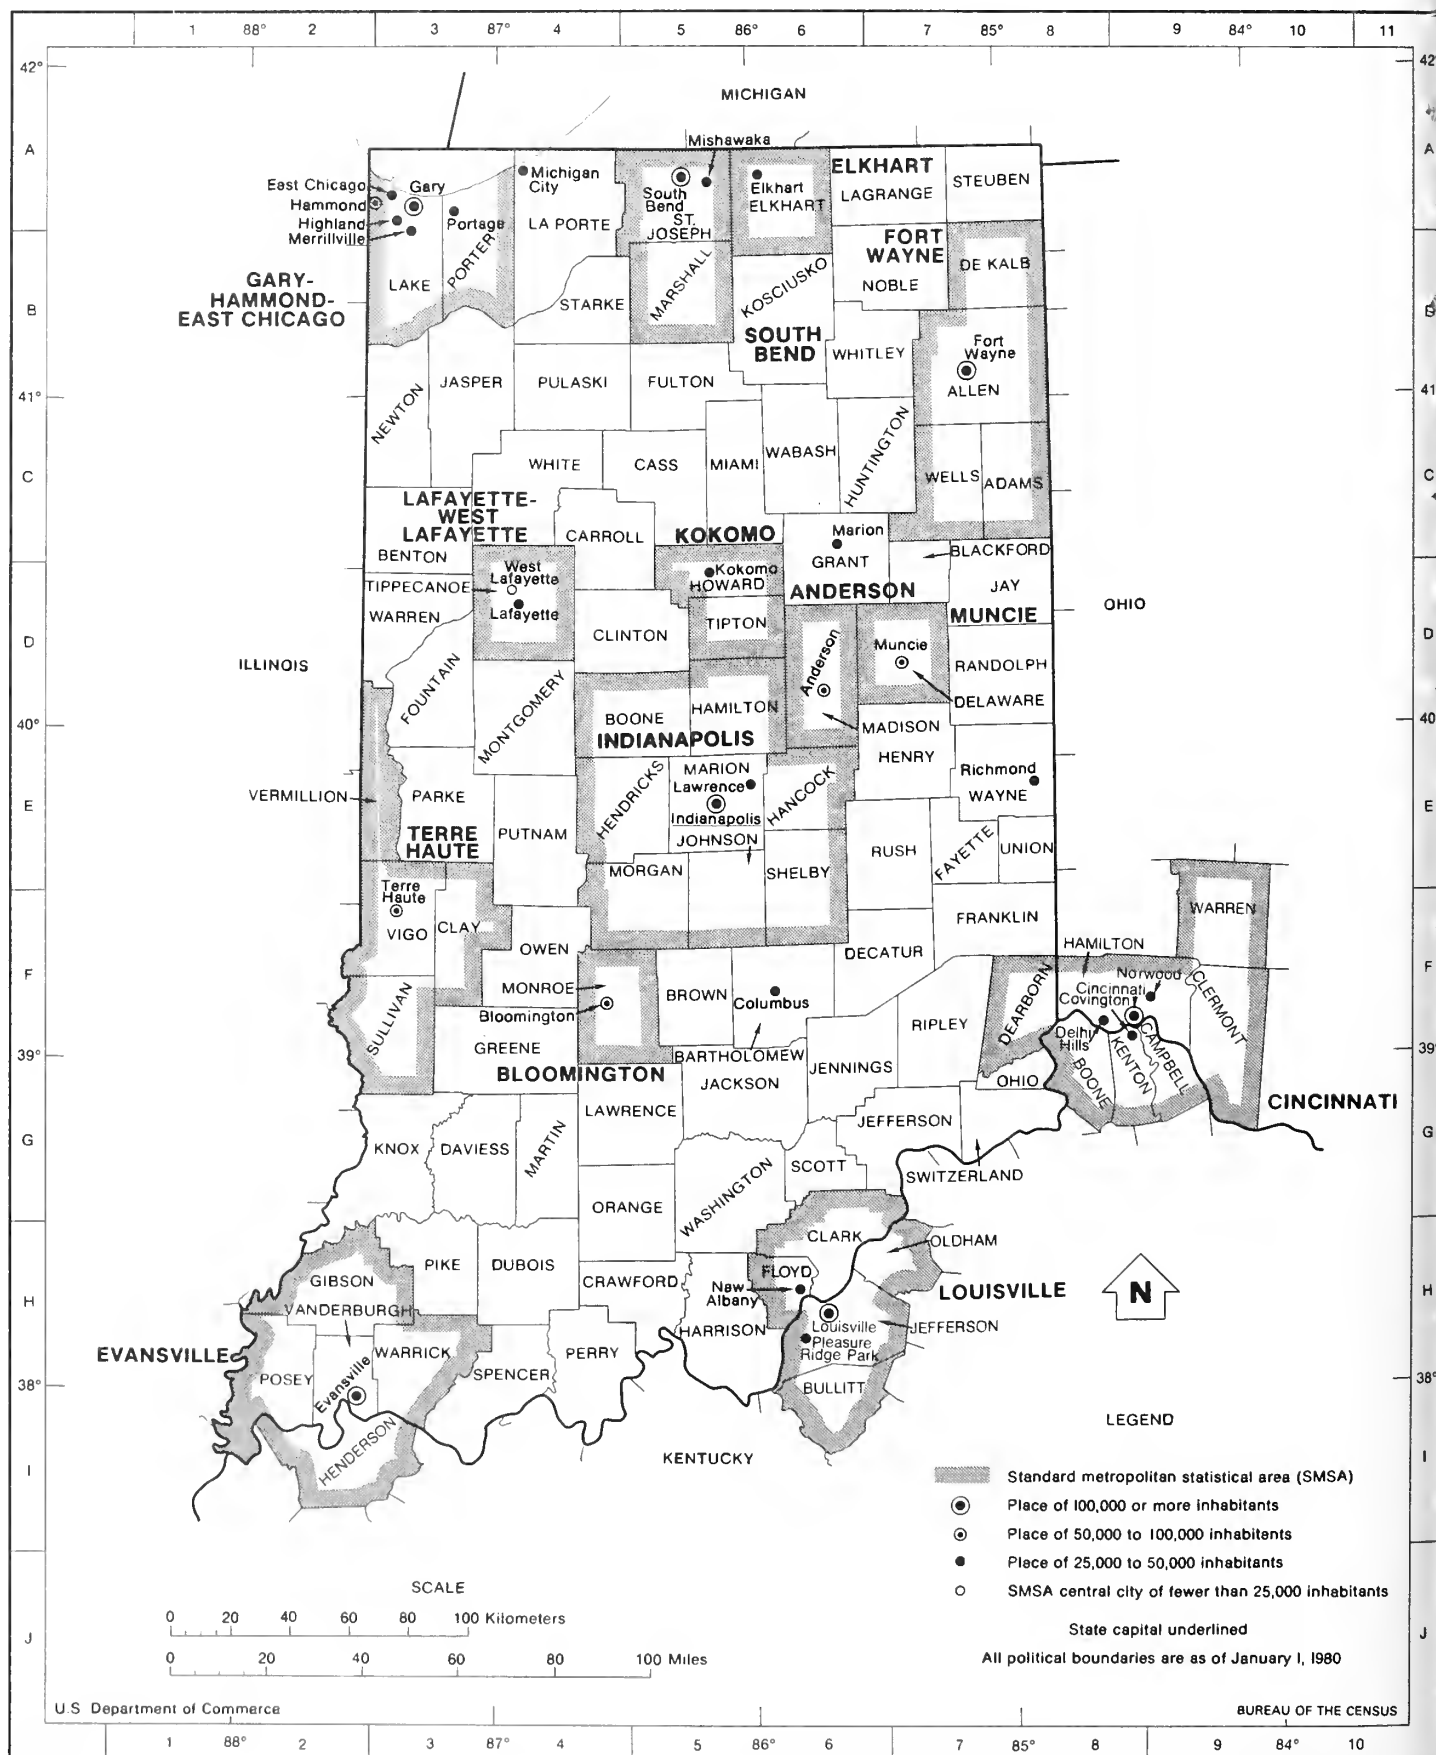 1 88° 2 3 87° 4 5 86° 6 7 85° 8 9 84° 10 11
42°
42°
MICHIGAN
A
A
Mishawaka
East Chicago
Gary
Hammond
Highland
Merrillville
Portage
Michigan
City
LA PORTE
South
Bend
ST.
JOSEPH
Elkhart
ELKHART
ELKHART
LAGRANGE
STEUBEN
FORT
WAYNE
NOBLE
DE KALB
GARY-
HAMMOND-
EAST CHICAGO
LAKE
PORTER
STARKE
MARSHALL
KOSCIUSKO
SOUTH
BEND
WHITLEY
Fort
Wayne
ALLEN
B
B
41°
41
NEWTON
JASPER
PULASKI
FULTON
WHITE
CASS
MIAMI
WABASH
HUNTINGTON
WELLS
ADAMS
C
C
LAFAYETTE-
WEST
LAFAYETTE
BENTON
CARROLL
KOKOMO
Marion
GRANT
BLACKFORD
JAY
TIPPECANOE
West
Lafayette
Lafayette
Kokomo
HOWARD
ANDERSON
MUNCIE
OHIO
WARREN
CLINTON
TIPTON
D
D
ILLINOIS
FOUNTAIN
MONTGOMERY
Anderson
Muncie
RANDOLPH
DELAWARE
BOONE
HAMILTON
INDIANAPOLIS
MADISON
HENRY
40°
40
VERMILLION
PARKE
TERRE
HAUTE
PUTNAM
HENDRICKS
MARION
Lawrence
Indianapolis
HANCOCK
Richmond
WAYNE
E
E
JOHNSON
MORGAN
SHELBY
RUSH
FAYETTE
UNION
Terre
Haute
VIGO
CLAY
OWEN
FRANKLIN
WARREN
DECATUR
HAMILTON
F
F
MONROE
Bloomington
BROWN
Columbus
DEARBORN
Norwood
Cincinnati
Covington
CLERMONT
SULLIVAN
GREENE
BLOOMINGTON
BARTHOLOMEW
JACKSON
JENNINGS
RIPLEY
OHIO
Delhi
Hills
BOONE
KENTON
CAMPBELL
39°
39°
CINCINNATI
LAWRENCE
JEFFERSON
G
G
KNOX
DAVIESS
MARTIN
WASHINGTON
SCOTT
SWITZERLAND
ORANGE
CLARK
OLDHAM
PIKE
DUBOIS
CRAWFORD
FLOYD
New
Albany
LOUISVILLE
N
GIBSON
VANDERBURGH
H
H
HARRISON
Louisville
Pleasure
Ridge Park
JEFFERSON
EVANSVILLE
POSEY
Evansville
WARRICK
SPENCER
PERRY
BULLITT
38°
38°
HENDERSON
KENTUCKY
I
I
LEGEND
Standard metropolitan statistical area (SMSA)
Place of 100,000 or more inhabitants
Place of 50,000 to 100,000 inhabitants
Place of 25,000 to 50,000 inhabitants
SMSA central city of fewer than 25,000 inhabitants
State capital underlined
All political boundaries are as of January 1, 1980
SCALE
0 20 40 60 80 100 Kilometers
0 20 40 60 80 100 Miles
J
J
U.S Department of Commerce
BUREAU OF THE CENSUS
1 88° 2 3 87° 4 5 86° 6 7 85° 8 9 84° 10